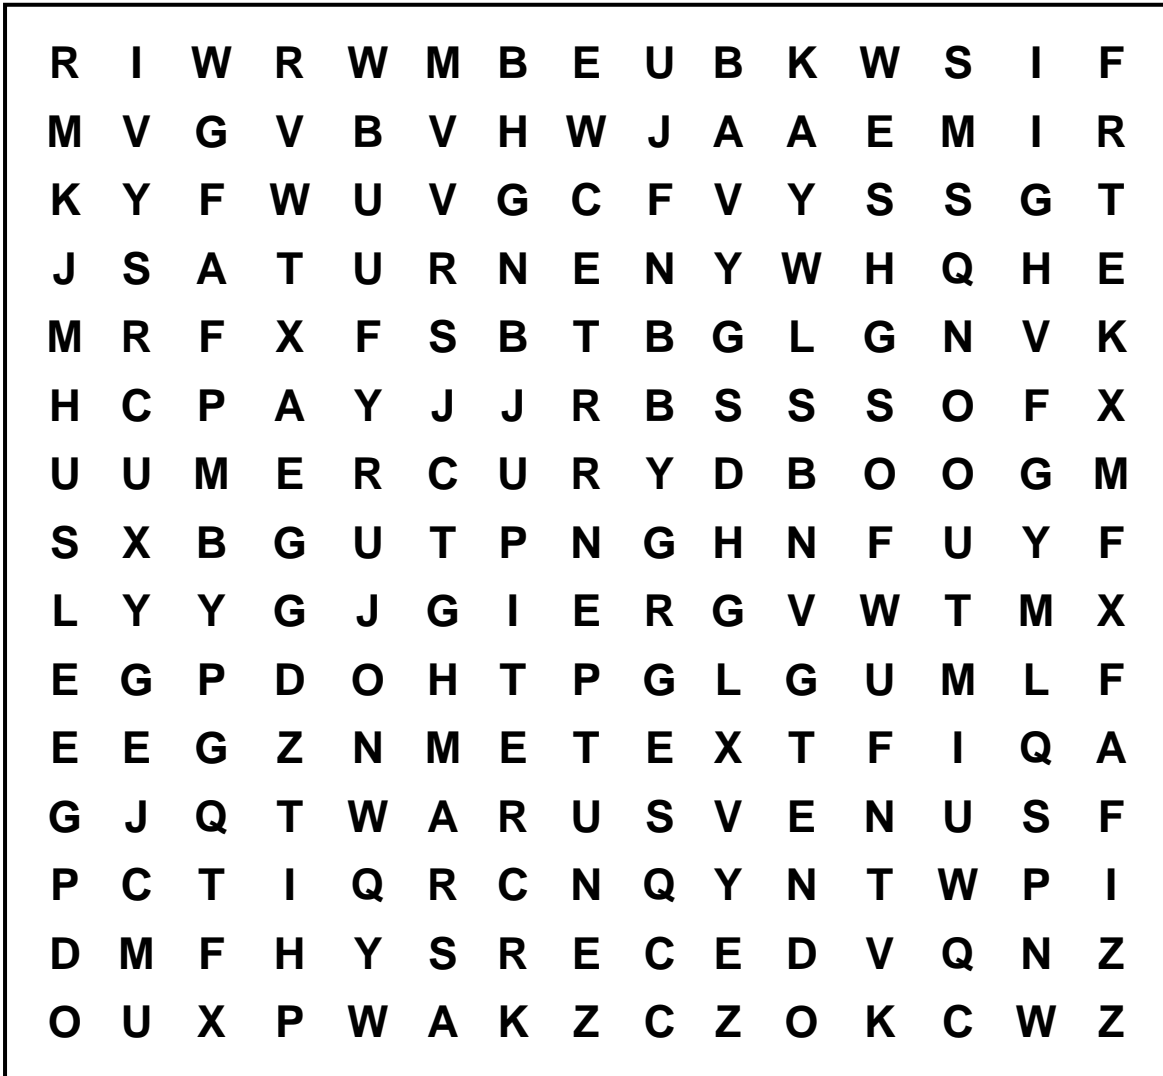 R I W R W M B E U B K W S I F
M V G V B V H W J A A E M I R
K Y F W U V G C F V Y S S G T
J S A T U R N E N Y W H Q H E
M R F X F S B T B G L G N V K
H C P A Y J J R B S S S O F X
U U M E R C U R Y D B O O G M
S X B G U T P N G H N F U Y F
L Y Y G J G I E R G V W T M X
E G P D O H T P G L G U M L F
E E G Z N M E T E X T F I Q A
G J Q T W A R U S V E N U S F
P C T I Q R C N Q Y N T W P I
D M F H Y S R E C E D V Q N Z
O U X P W A K Z C Z O K C W Z